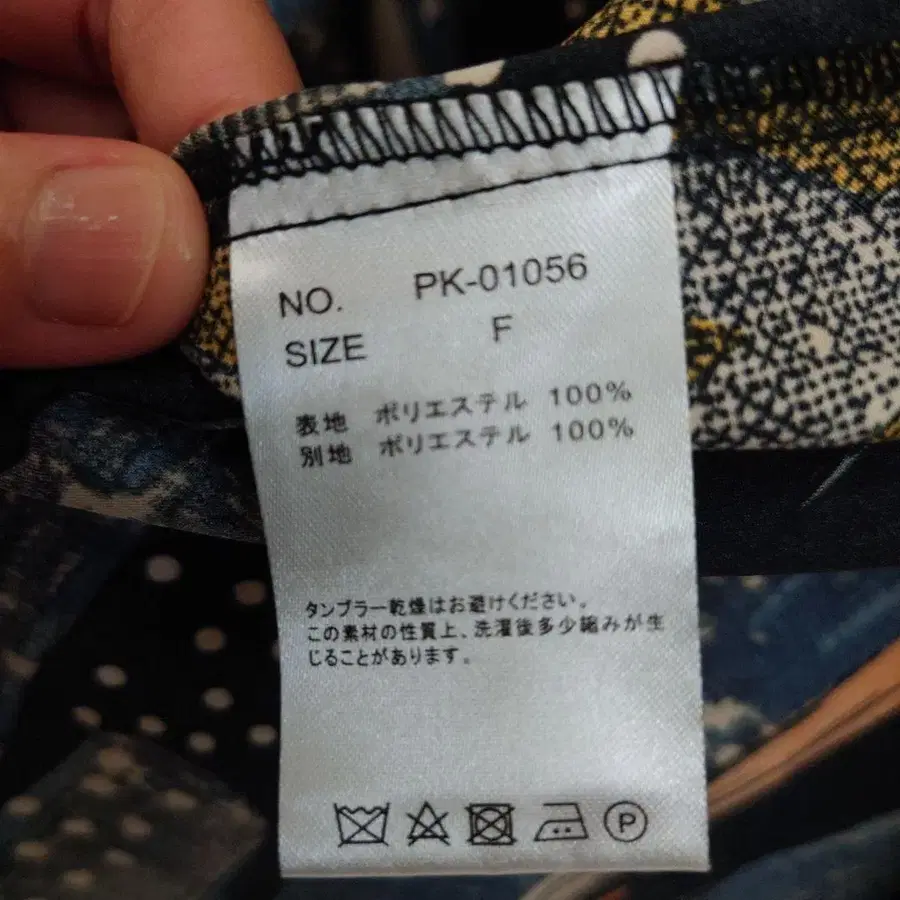 NO. PK-01056
SIZE F
表地 ポリエステル 100%
別地 ポリエステル 100%
タンブラー乾燥はお避けください。
この素材の性質上、洗濯後多少縮みが生
じることがあります。
P